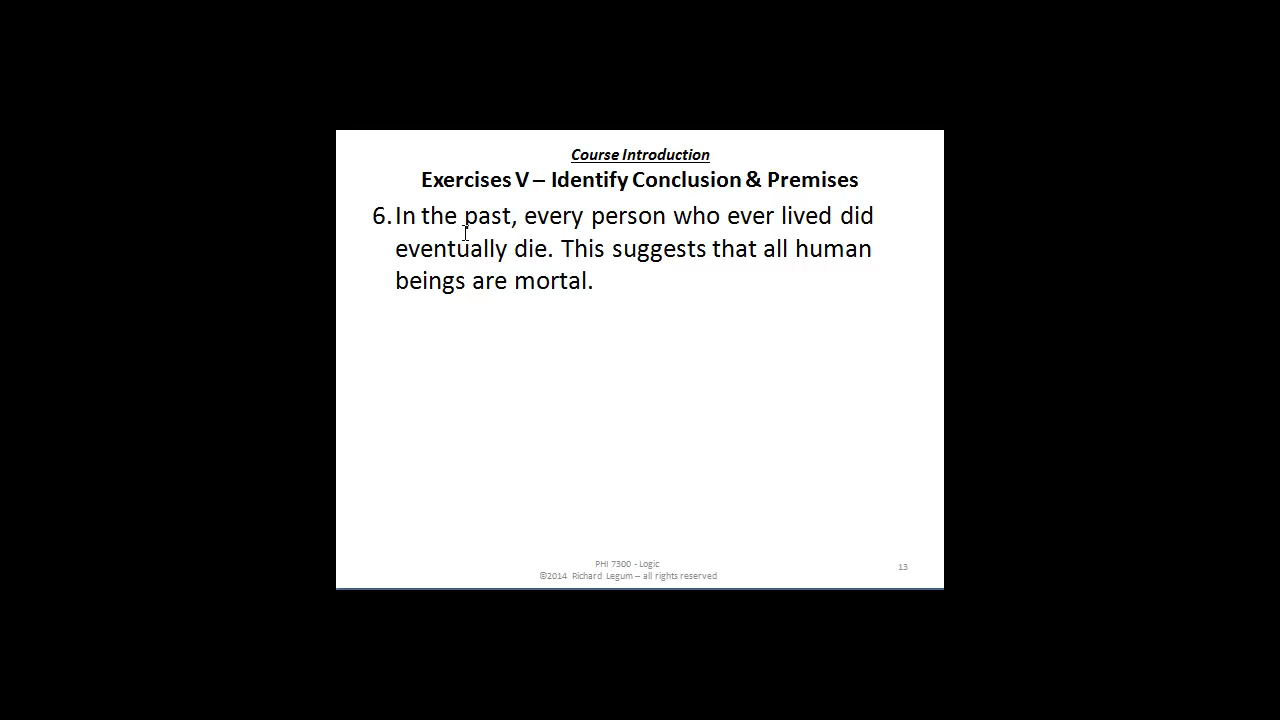 Course Introduction
Exercises V – Identify Conclusion & Premises
6. In the past, every person who ever lived did
eventually die. This suggests that all human
beings are mortal.
PHI 7300 - Logic
©2014 Richard Legum – all rights reserved
13